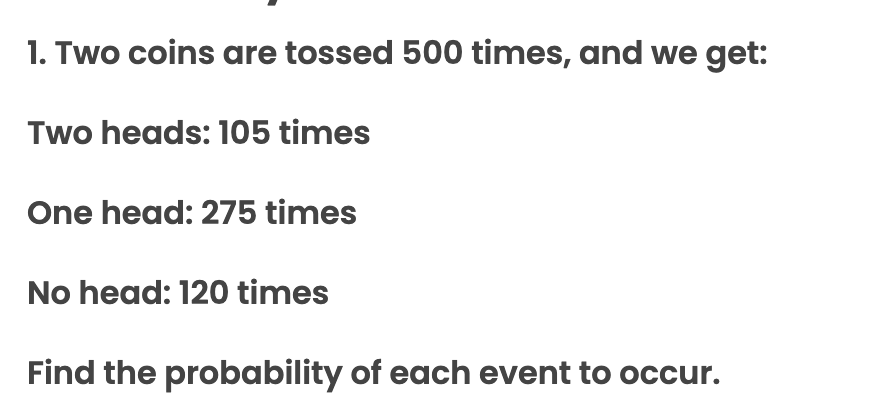 1. Two coins are tossed 500 times, and we get:
Two heads: 105 times
One head: 275 times
No head: 120 times
Find the probability of each event to occur.